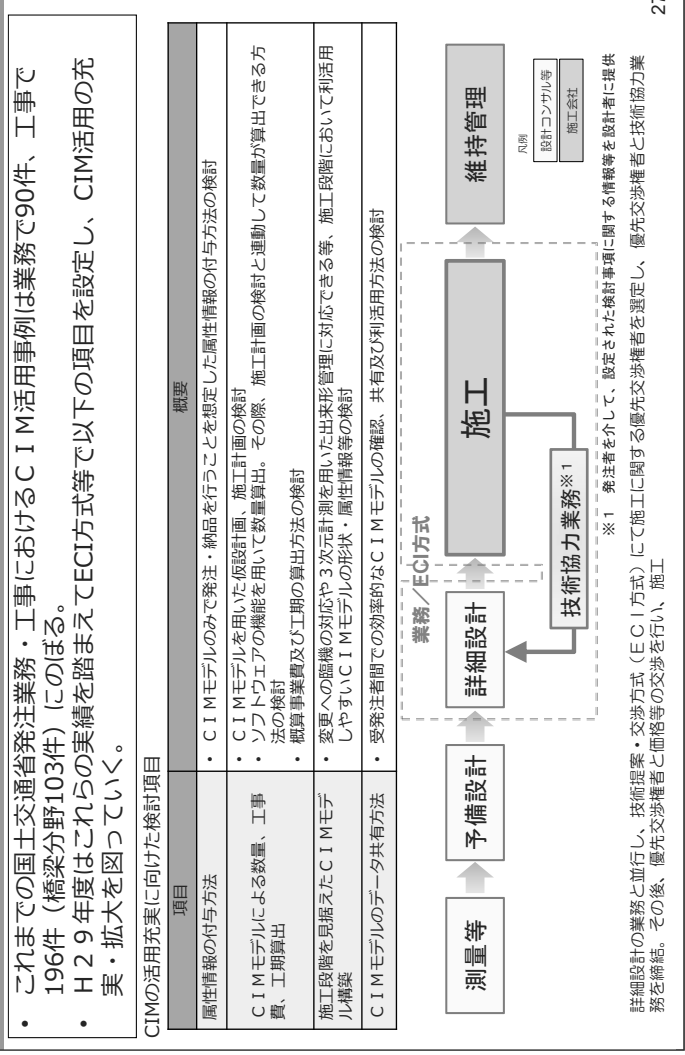 • これまでの国土交通省発注業務・工事におけるＣＩＭ活用事例は業務で90件、工事で
196件（橋梁分野103件）にのぼる。
• Ｈ２９年度はこれらの実績を踏まえてECI方式等で以下の項目を設定し、CIM活用の充
実・拡大を図っていく。
CIMの活用充実に向けた検討項目
項目
概要
属性情報の付与方法
• ＣＩＭモデルのみで発注・納品を行うことを想定した属性情報の付与方法の検討
ＣＩＭモデルによる数量、工事
費、工期算出
• ＣＩＭモデルを用いた仮設計画、施工計画の検討
• ソフトウェアの機能を用いて数量算出。その際、施工計画の検討と連動して数量が算出できる方
法の検討
• 概算事業費及び工期の算出方法の検討
施工段階を見据えたＣＩＭモデ
ル構築
• 変更への臨機の対応や３次元計測を用いた出来形管理に対応できる等、施工段階において利活用
しやすいＣＩＭモデルの形状・属性情報等の検討
ＣＩＭモデルのデータ共有方法
• 受発注者間での効率的なＣＩＭモデルの確認、共有及び利活用方法の検討
業務／ECI方式
測量等
予備設計
詳細設計
施工
維持管理
技術協力業務※1
凡例
設計コンサル等
施工会社
※１　発注者を介して、設定された検討事項に関する情報等を設計者に提供
詳細設計の業務と並行し、技術提案・交渉方式（ＥＣＩ方式）にて施工に関する優先交渉権者を選定し、優先交渉権者と技術協力業
務を締結。その後、優先交渉権者と価格等の交渉を行い、施工
27